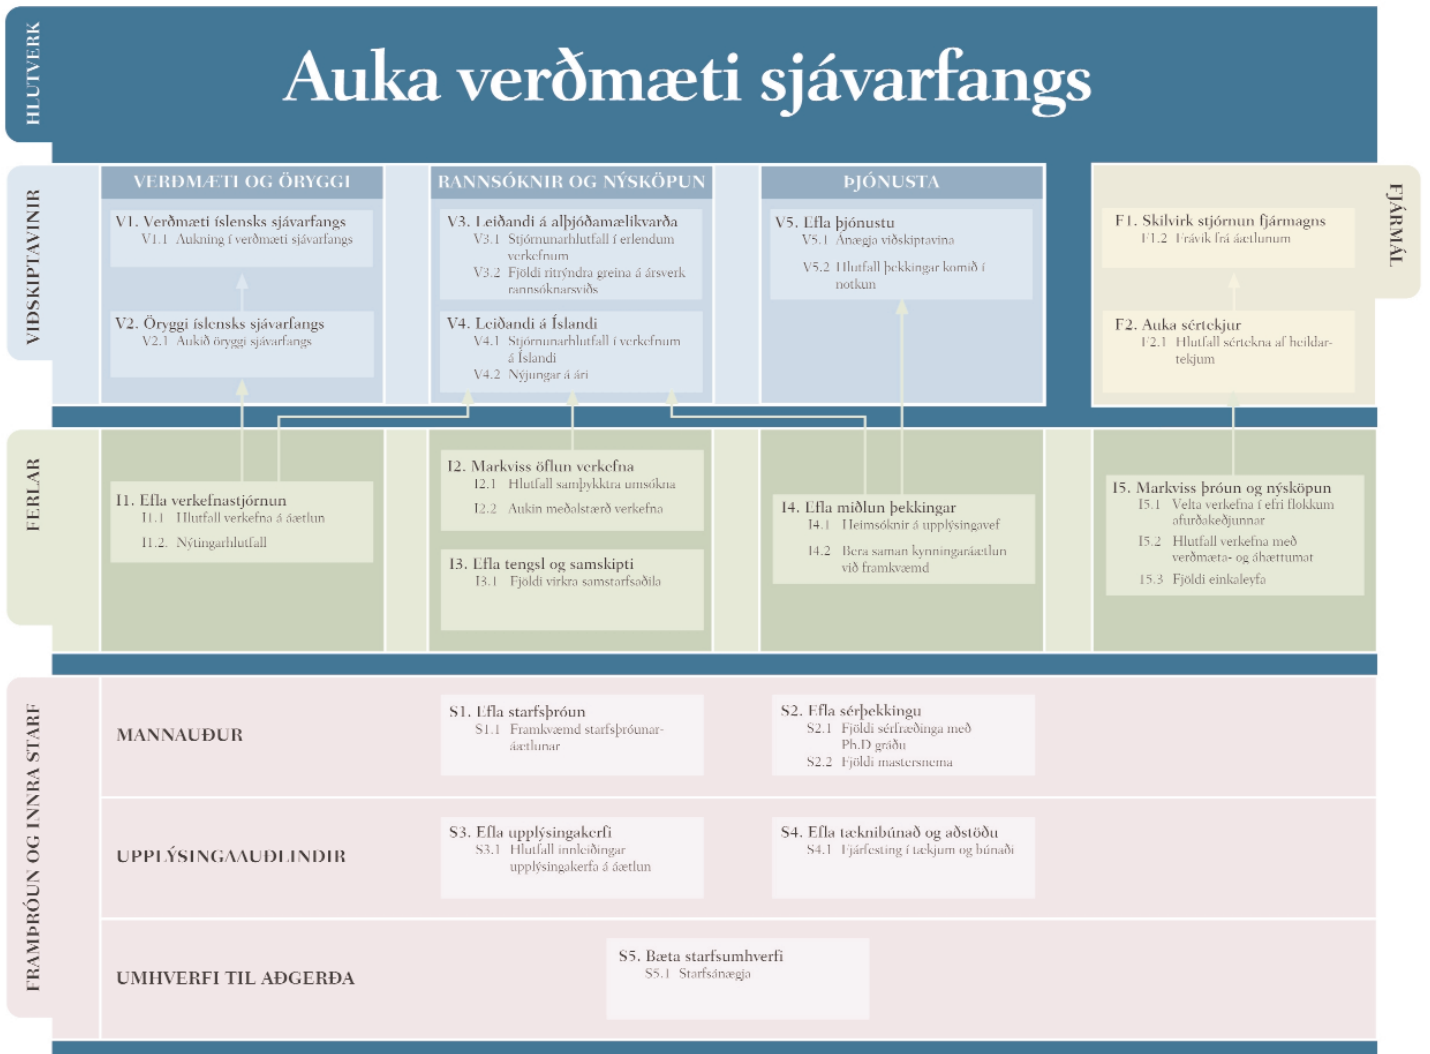 HLUTVERK
Auka verðmæti sjávarfangs
VIÐSKIPTAVINIR
VERÐMÆTI OG ÖRYGGI
V1. Verðmæti íslensks sjávarfangs
V1.1 Aukning í verðmæti sjávarfangs
V2. Öryggi íslensks sjávarfangs
V2.1 Aukið öryggi sjávarfangs
RANNSÓKNIR OG NÝSKÖPUN
V3. Leiðandi á alþjóðamælikvarða
V3.1 Stjórnunarhlutfall í erlendum
verkefnum
V3.2 Fjöldi ritrýndra greina á ársverk
rannsóknarsviðs
V4. Leiðandi á Íslandi
V4.1 Stjórnunarhlutfall í verkefnum
á Íslandi
V4.2 Nýjungar á ári
ÞJÓNUSTA
V5. Efla þjónustu
V5.1 Ánægja viðskiptavina
V5.2 Hlutfall þekkingar komið í
notkun
FJÁRMÁL
F1. Skilvirk stjórnun fjármagns
F1.2 Frávik frá áætlunum
F2. Auka sértekjur
F2.1 Hlutfall sértekna af heildar-
tekjum
FERLAR
I1. Efla verkefnastjórnun
I1.1 Hlutfall verkefna á áætlun
I1.2. Nýtingarhlutfall
I2. Markviss öflun verkefna
I2.1 Hlutfall samþykktra umsókna
I2.2 Aukin meðalstærð verkefna
I3. Efla tengsl og samskipti
I3.1 Fjöldi virkra samstarfsaðila
I4. Efla miðlun þekkingar
I4.1 Heimsóknir á upplýsingavef
I4.2 Bera saman kynningaráætlun
við framkvæmd
I5. Markviss þróun og nýsköpun
I5.1 Velta verkefna í efri flokkum
afurðakeðjunnar
I5.2 Hlutfall verkefna með
verðmæta- og áhættumat
I5.3 Fjöldi einkaleyfa
FRAMÞRÓUN OG INNRA STARF
MANNAUÐUR
S1. Efla starfsþróun
S1.1 Framkvæmd starfsþróunar-
áætlunar
S2. Efla sérþekkingu
S2.1 Fjöldi sérfræðinga með
Ph.D gráðu
S2.2 Fjöldi mastersnema
UPPLÝSINGAAUÐLINDIR
S3. Efla upplýsingakerfi
S3.1 Hlutfall innleiðingar
upplýsingakerfa á áætlun
S4. Efla tæknibúnað og aðstöðu
S4.1 Fjárfesting í tækjum og búnaði
UMHVERFI TIL AÐGERÐA
S5. Bæta starfsumhverfi
S5.1 Starfsánægja